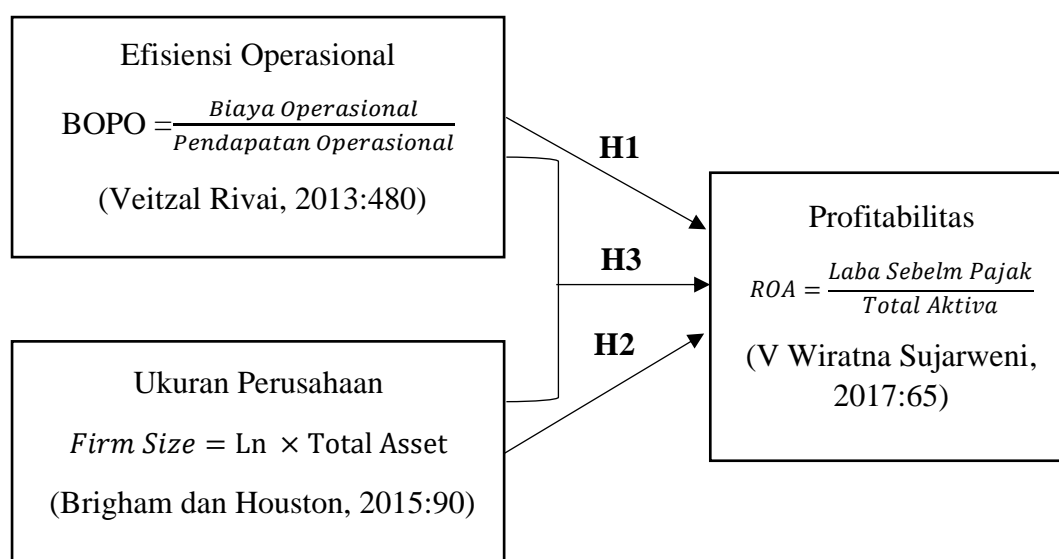 Efisiensi Operasional
BOPO = Biaya Operasional / Pendapatan Operasional
(Veitzal Rivai, 2013:480)
H1
H3
H2
Ukuran Perusahaan
Firm Size = Ln × Total Asset
(Brigham dan Houston, 2015:90)
Profitabilitas
ROA = Laba Sebelm Pajak / Total Aktiva
(V Wiratna Sujarweni,
2017:65)